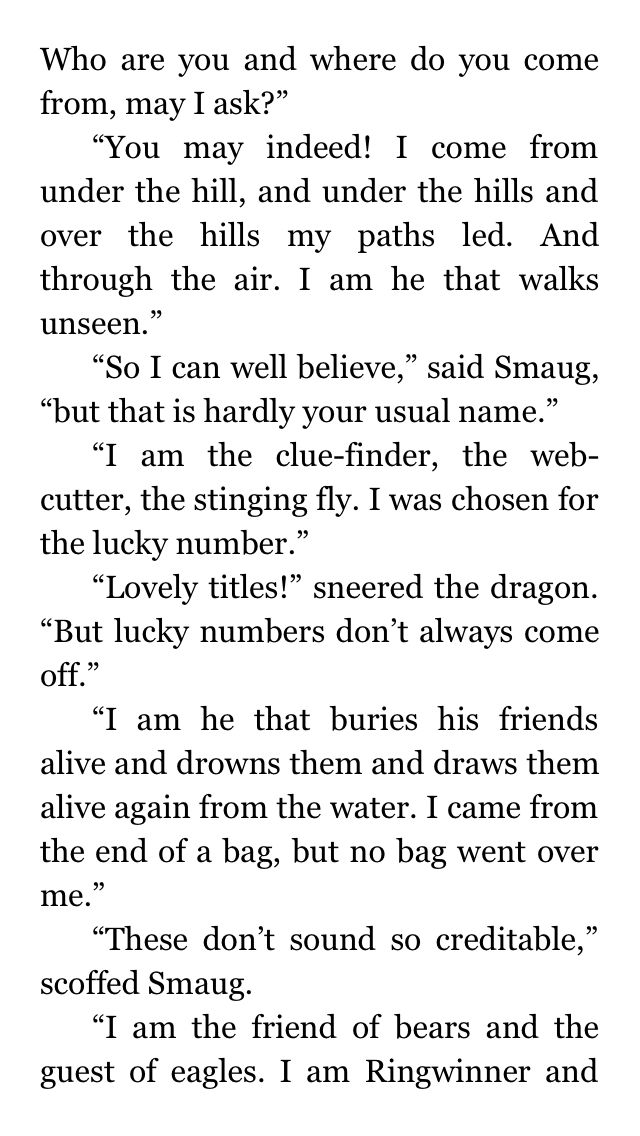 Who are you and where do you come
from, may I ask?”
“You may indeed! I come from
under the hill, and under the hills and
over the hills my paths led. And
through the air. I am he that walks
unseen.”
“So I can well believe,” said Smaug,
“but that is hardly your usual name.”
“I am the clue-finder, the web-
cutter, the stinging fly. I was chosen for
the lucky number.”
“Lovely titles!” sneered the dragon.
“But lucky numbers don’t always come
off.”
“I am he that buries his friends
alive and drowns them and draws them
alive again from the water. I came from
the end of a bag, but no bag went over
me.”
“These don’t sound so creditable,”
scoffed Smaug.
“I am the friend of bears and the
guest of eagles. I am Ringwinner and